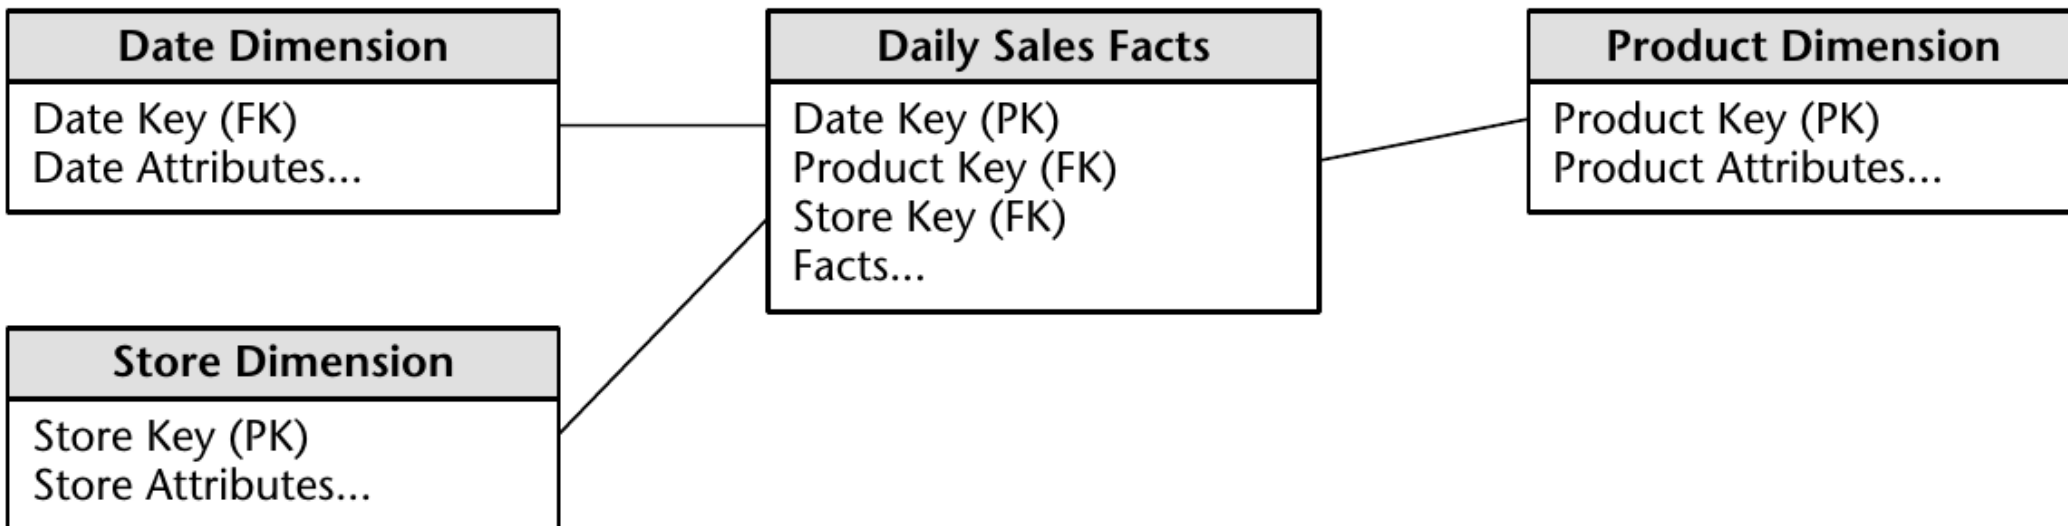 Date Dimension
Date Key (FK)
Date Attributes...
Daily Sales Facts
Date Key (PK)
Product Key (FK)
Store Key (FK)
Facts...
Product Dimension
Product Key (PK)
Product Attributes...
Store Dimension
Store Key (PK)
Store Attributes...